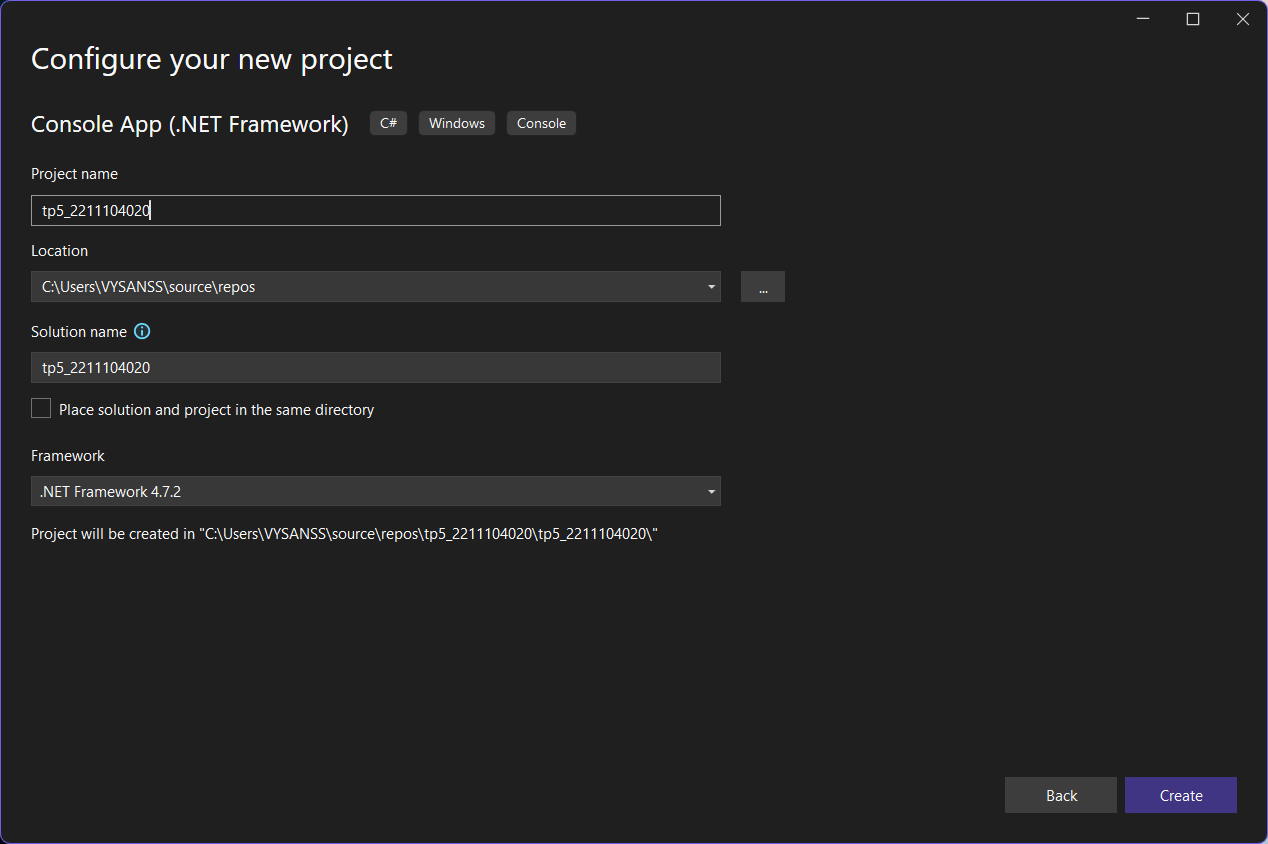 Configure your new project
Console App (.NET Framework) C# Windows Console
Project name
tp5_2211104020
Location
C:\Users\VYSANSS\source\repos ...
Solution name
tp5_2211104020
Place solution and project in the same directory
Framework
.NET Framework 4.7.2
Project will be created in "C:\Users\VYSANSS\source\repos\tp5_2211104020\tp5_2211104020\"
Back Create